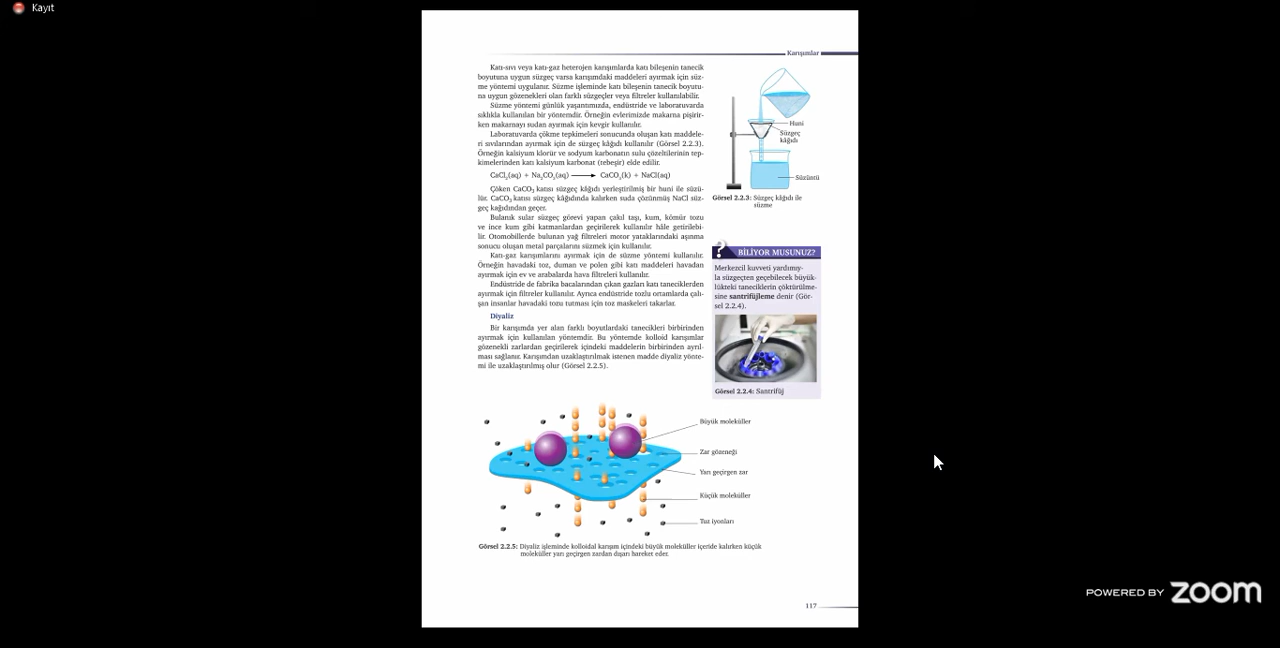 Kayıt
Karışımlar
Katı-sıvı veya katı-gaz heterojen karışımlarda katı bileşenin tanecik
boyutuna uygun süzgeç varsa karışımdaki maddeleri ayırmak için süz-
me yöntemi uygulanır. Süzme işleminde katı bileşenin tanecik boyutu-
na uygun gözenekleri olan farklı süzgeçler veya filtreler kullanılabilir.
Süzme yöntemi günlük yaşantımızda, endüstride ve laboratuvarda
sıklıkla kullanılan bir yöntemdir. Örneğin evlerimizde makarna pişirir-
ken makarnayı sudan ayırmak için kevgir kullanılır.
Laboratuvarda çökme tepkimeleri sonucunda oluşan katı maddele-
ri sıvılarından ayırmak için de süzgeç kâğıdı kullanılır (Görsel 2.2.3).
Örneğin kalsiyum klorür ve sodyum karbonatın sulu çözeltilerinin tep-
kimelerinden katı kalsiyum karbonat (tebeşir) elde edilir.
CaCl₂(aq) + Na₂CO₃(aq) ⟶ CaCO₃(k) + NaCl(aq)
Çöken CaCO₃ katısı süzgeç kâğıdı yerleştirilmiş bir huni ile süzü-
lür. CaCO₃ katısı süzgeç kâğıdında kalırken suda çözünmüş NaCl süz-
geç kağıdından geçer.
Bulanık sular süzgeç görevi yapan çakıl taşı, kum, kömür tozu
ve ince kum gibi katmanlardan geçirilerek kullanılır hâle getirilebi-
lir. Otomobillerde bulunan yağ filtreleri motor yataklarındaki aşınma
sonucu oluşan metal parçalarını süzmek için kullanılır.
Katı-gaz karışımlarını ayırmak için de süzme yöntemi kullanılır.
Örneğin havadaki toz, duman ve polen gibi katı maddeleri havadan
ayırmak için ev ve arabalarda hava filtreleri kullanılır.
Endüstride de fabrika bacalarından çıkan gazları katı taneciklerden
ayırmak için filtreler kullanılır. Ayrıca endüstride tozlu ortamlarda çalı-
şan insanlar havadaki tozu tutması için toz maskeleri takarlar.
Diyaliz
Bir karışımda yer alan farklı boyutlardaki tanecikleri birbirinden
ayırmak için kullanılan yöntemdir. Bu yöntemde kolloid karışımlar
gözenekli zarlardan geçirilerek içindeki maddelerin birbirinden ayrıl-
ması sağlanır. Karışımdan uzaklaştırılmak istenen madde diyaliz yönte-
mi ile uzaklaştırılmış olur (Görsel 2.2.5).
Huni
Süzgeç
kâğıdı
Süzüntü
Görsel 2.2.3: Süzgeç kâğıdı ile
süzme
?
BİLİYOR MUSUNUZ?
Merkezcil kuvveti yardımıy-
la süzgeçten geçebilecek büyük-
lükteki taneciklerin çöktürülme-
sine santrifüjleme denir (Gör-
sel 2.2.4).
Görsel 2.2.4: Santrifüj
Büyük moleküller
Zar gözeneği
Yarı geçirgen zar
Küçük moleküller
Tuz iyonları
Görsel 2.2.5: Diyaliz işleminde kolloidal karışım içindeki büyük moleküller içeride kalırken küçük
moleküller yarı geçirgen zardan dışarı hareket eder.
117
POWERED BY zoom